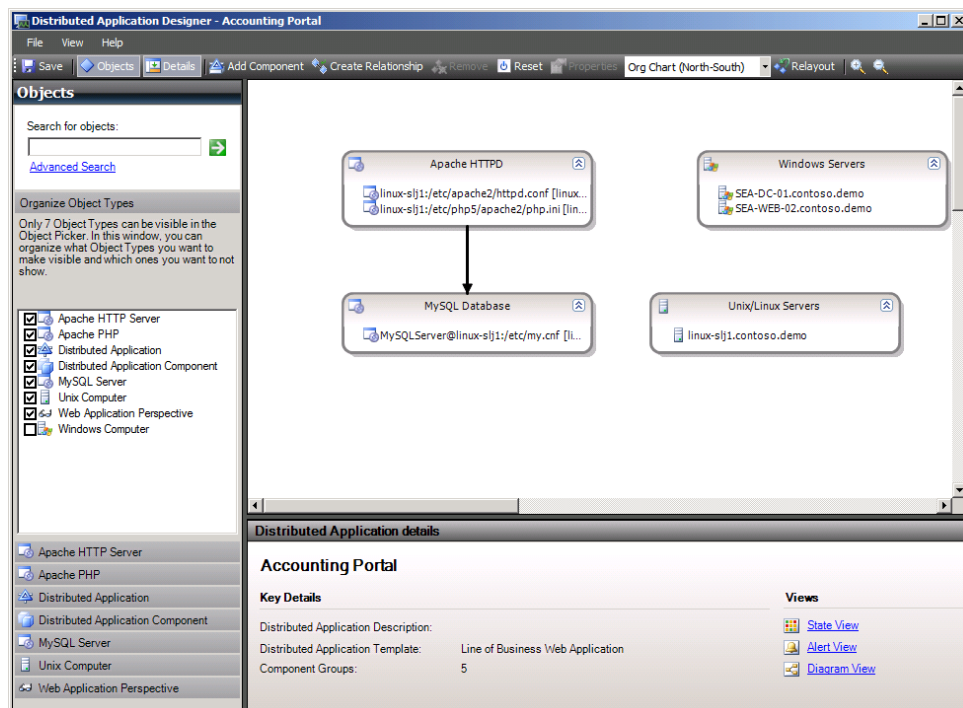 Distributed Application Designer - Accounting Portal
File View Help
Save Objects Details Add Component Create Relationship Remove Reset Properties Org Chart (North-South) Relayout
Objects
Search for objects:
Advanced Search
Organize Object Types
Only 7 Object Types can be visible in the
Object Picker. In this window, you can
organize what Object Types you want to
make visible and which ones you want to not
show.
Apache HTTP Server
Apache PHP
Distributed Application
Distributed Application Component
MySQL Server
Unix Computer
Web Application Perspective
Windows Computer
Apache HTTP Server
Apache PHP
Distributed Application
Distributed Application Component
MySQL Server
Unix Computer
Web Application Perspective
Apache HTTPD
linux-slj1:/etc/apache2/httpd.conf [linux...
linux-slj1:/etc/php5/apache2/php.ini [lin...
Windows Servers
SEA-DC-01.contoso.demo
SEA-WEB-02.contoso.demo
MySQL Database
MySQLServer@linux-slj1:/etc/my.cnf [li...
Unix/Linux Servers
linux-slj1.contoso.demo
Distributed Application details
Accounting Portal
Key Details
Distributed Application Description:
Distributed Application Template: Line of Business Web Application
Component Groups: 5
Views
State View
Alert View
Diagram View